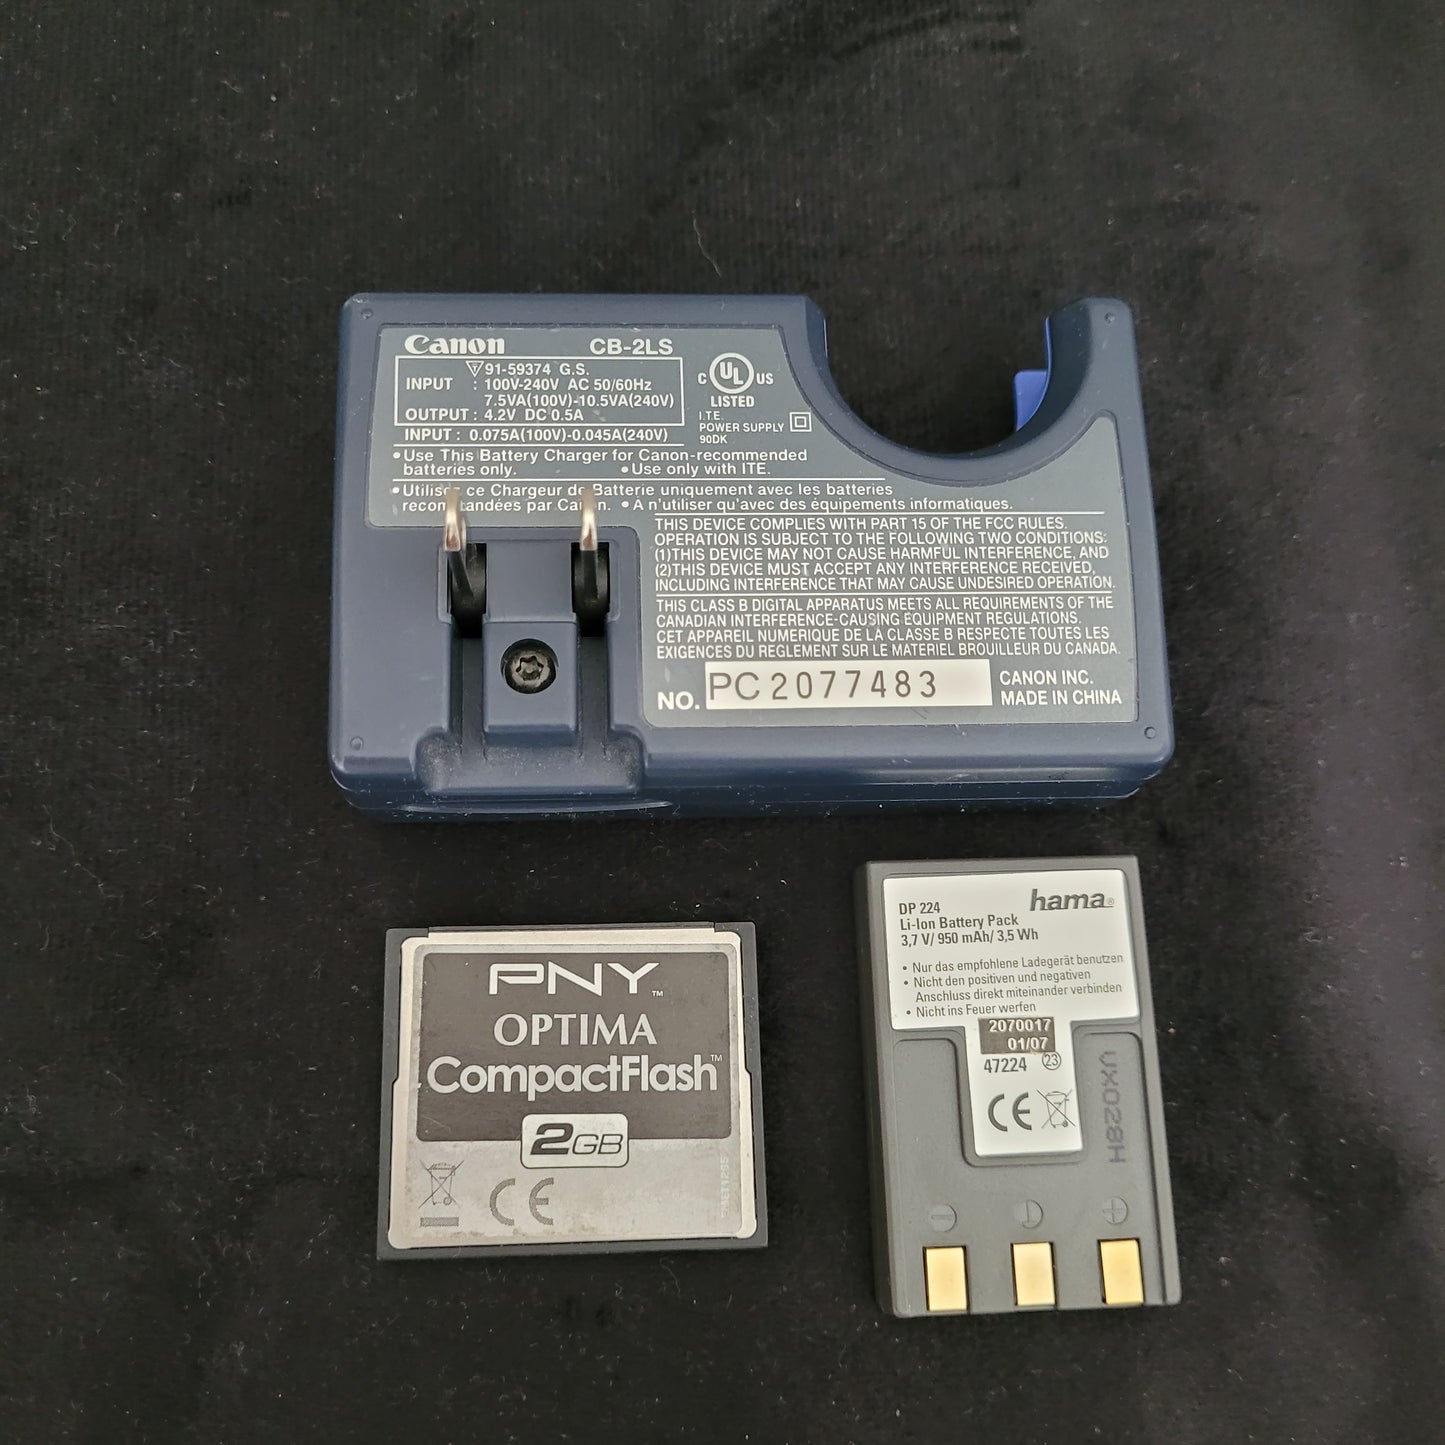 Canon CB-2LS
91-59374 G.S.
INPUT : 100V-240V AC 50/60Hz
7.5VA(100V)-10.5VA(240V)
OUTPUT : 4.2V DC 0.5A
INPUT : 0.075A(100V)-0.045A(240V)
C UL US
LISTED
I.T.E.
POWER SUPPLY
90DK
•Use This Battery Charger for Canon-recommended
batteries only. •Use only with ITE.
•Utilisez ce Chargeur de Batterie uniquement avec les batteries
recommandées par Canon. •À n'utiliser qu'avec des équipements informatiques.
THIS DEVICE COMPLIES WITH PART 15 OF THE FCC RULES.
OPERATION IS SUBJECT TO THE FOLLOWING TWO CONDITIONS:
(1)THIS DEVICE MAY NOT CAUSE HARMFUL INTERFERENCE, AND
(2)THIS DEVICE MUST ACCEPT ANY INTERFERENCE RECEIVED,
INCLUDING INTERFERENCE THAT MAY CAUSE UNDESIRED OPERATION.
THIS CLASS B DIGITAL APPARATUS MEETS ALL REQUIREMENTS OF THE
CANADIAN INTERFERENCE-CAUSING EQUIPMENT REGULATIONS.
CET APPAREIL NUMERIQUE DE LA CLASSE B RESPECTE TOUTES LES
EXIGENCES DU REGLEMENT SUR LE MATERIEL BROUILLEUR DU CANADA.
NO. PC2077483
CANON INC.
MADE IN CHINA
PNY™
OPTIMA
CompactFlash™
2GB
CE
hama®
DP 224
Li-Ion Battery Pack
3,7 V/ 950 mAh/ 3,5 Wh
• Nur das empfohlene Ladegerät benutzen
• Nicht den positiven und negativen
Anschluss direkt miteinander verbinden
• Nicht ins Feuer werfen
2070017
01/07
47224 23
CE
VX0H28H
− +